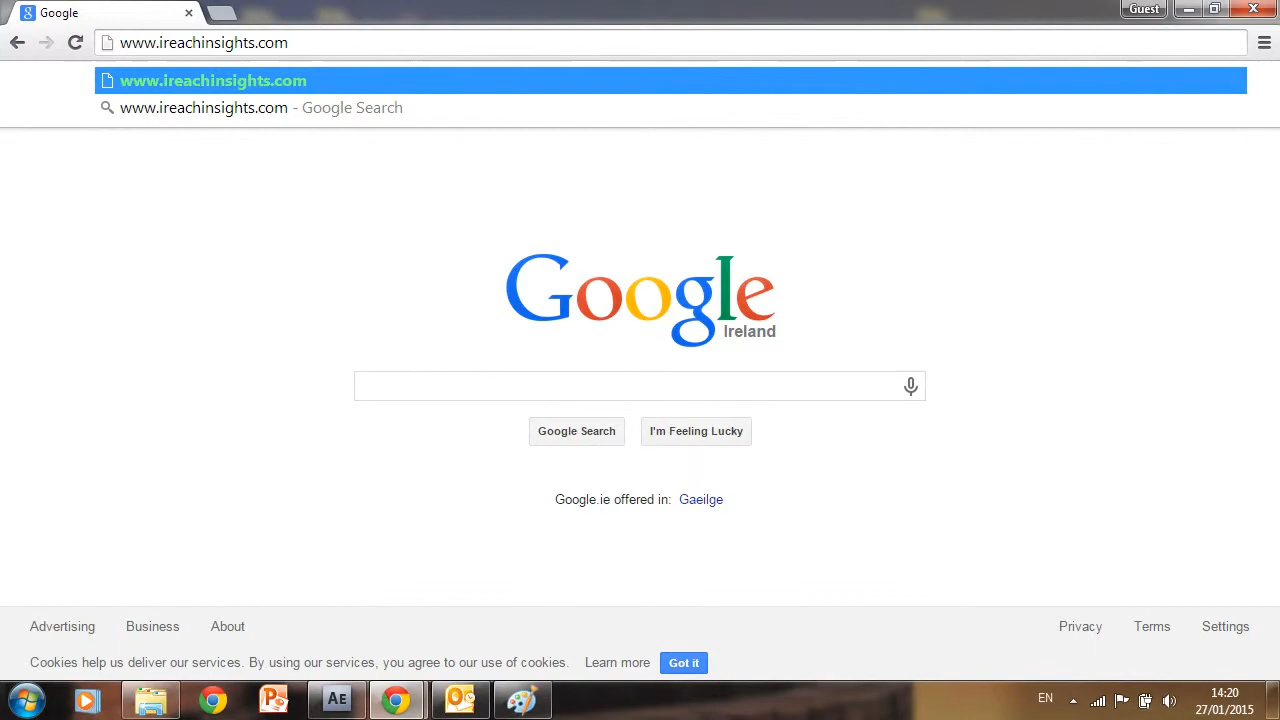 Google
Guest
www.ireachinsights.com
www.ireachinsights.com
www.ireachinsights.com - Google Search
Google
Ireland
Google Search I'm Feeling Lucky
Google.ie offered in: Gaeilge
Advertising Business About Privacy Terms Settings
Cookies help us deliver our services. By using our services, you agree to our use of cookies. Learn more Got it
AE
EN
14:20
27/01/2015